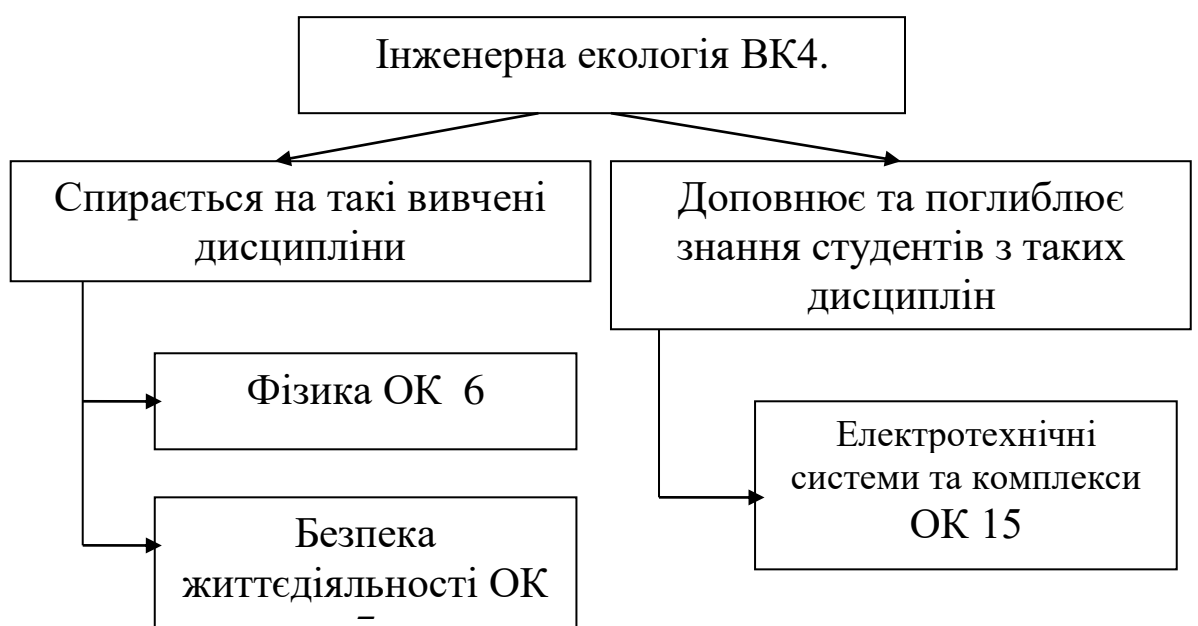 Інженерна екологія ВК4.
Спирається на такі вивчені
дисципліни
Фізика ОК 6
Безпека
життєдіяльності ОК
Доповнює та поглиблює
знання студентів з таких
дисциплін
Електротехнічні
системи та комплекси
ОК 15